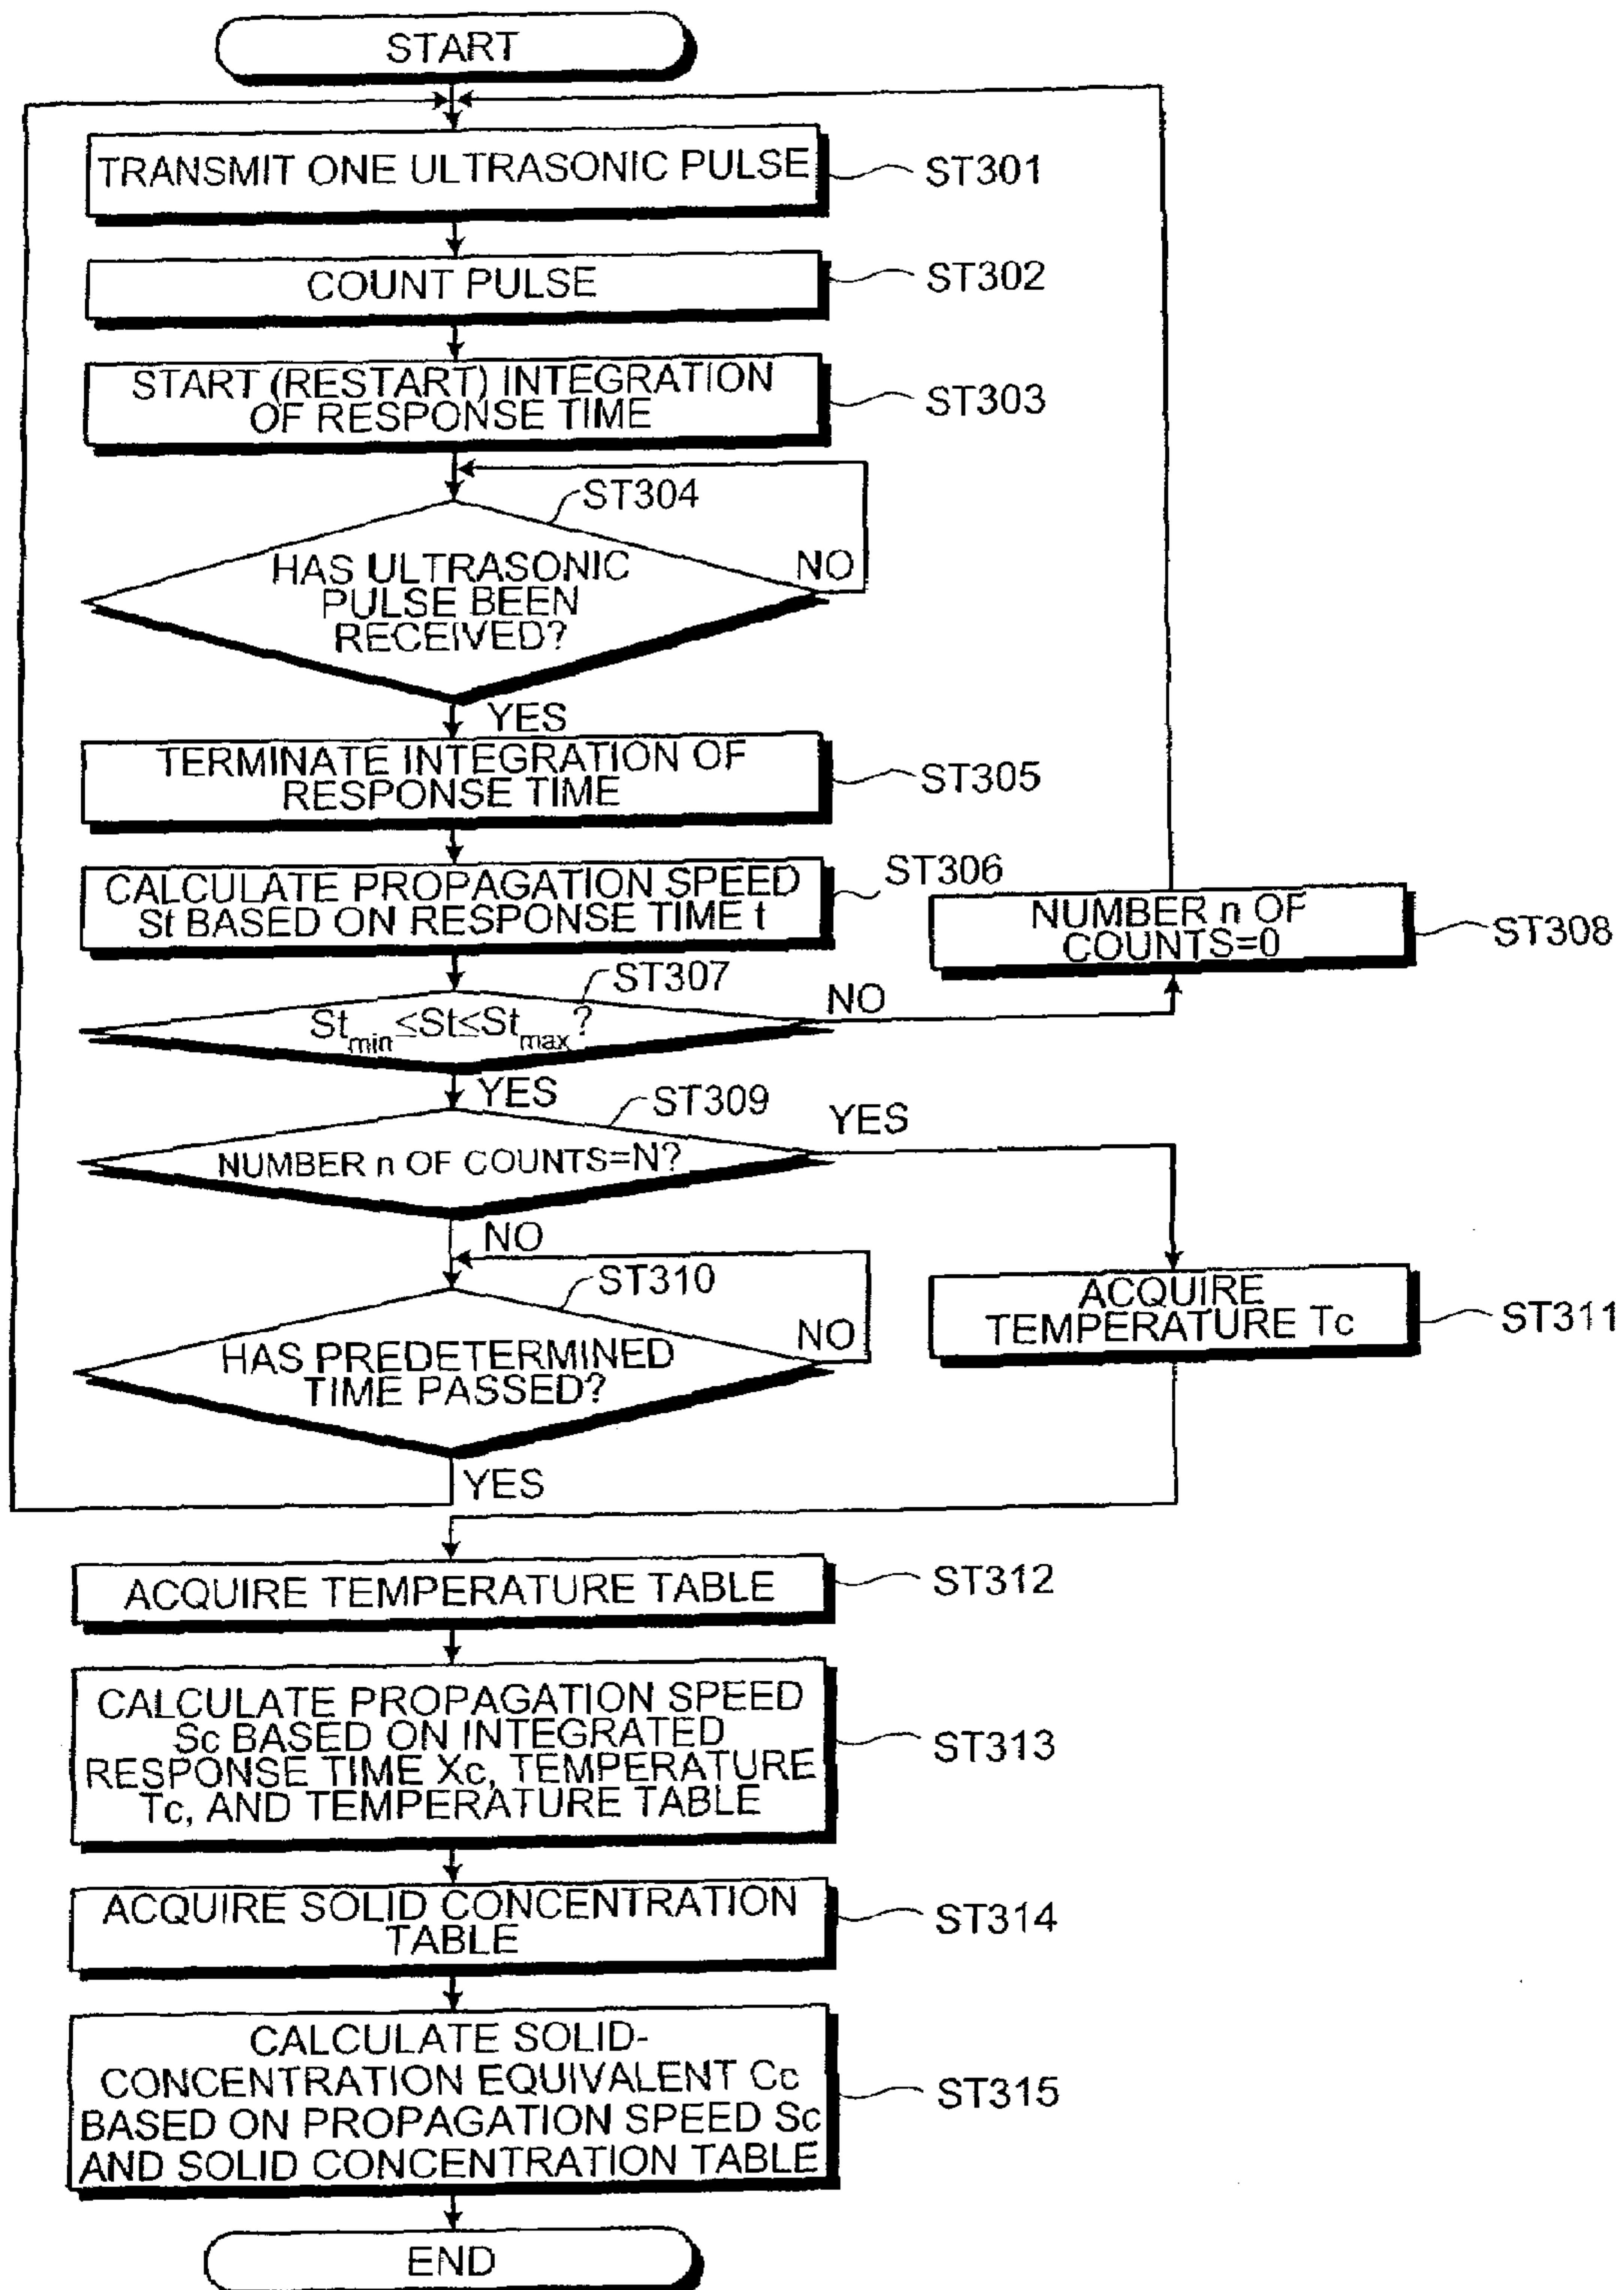 START
TRANSMIT ONE ULTRASONIC PULSE
ST301
COUNT PULSE
ST302
START (RESTART) INTEGRATION
OF RESPONSE TIME
ST303
ST304
HAS ULTRASONIC
PULSE BEEN
RECEIVED?
NO
YES
TERMINATE INTEGRATION OF
RESPONSE TIME
ST305
CALCULATE PROPAGATION SPEED
St BASED ON RESPONSE TIME t
ST306
NUMBER n OF
COUNTS=0
ST308
ST307
Stmin≤St≤Stmax?
NO
YES
ST309
NUMBER n OF COUNTS=N?
YES
NO
ST310
HAS PREDETERMINED
TIME PASSED?
NO
YES
ACQUIRE
TEMPERATURE Tc
ST311
ACQUIRE TEMPERATURE TABLE
ST312
CALCULATE PROPAGATION SPEED
Sc BASED ON INTEGRATED
RESPONSE TIME Xc, TEMPERATURE
Tc, AND TEMPERATURE TABLE
ST313
ACQUIRE SOLID CONCENTRATION
TABLE
ST314
CALCULATE SOLID-
CONCENTRATION EQUIVALENT Cc
BASED ON PROPAGATION SPEED Sc
AND SOLID CONCENTRATION TABLE
ST315
END